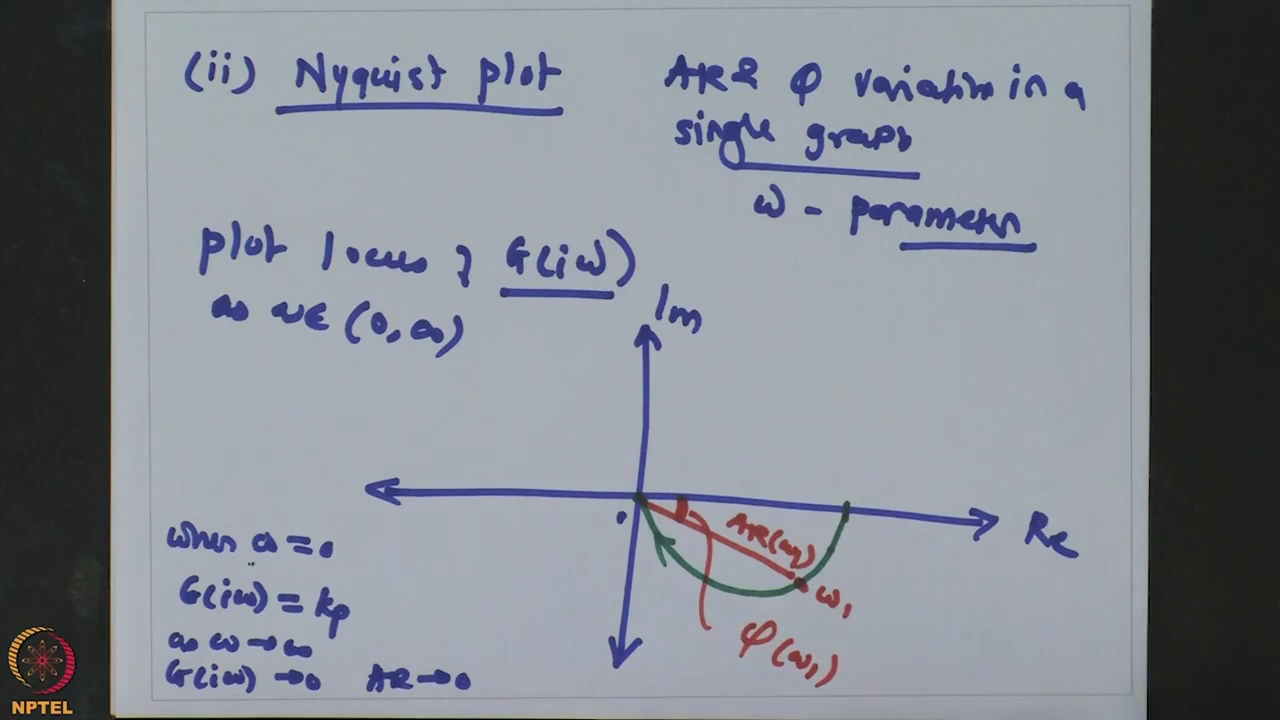 (ii) Nyquist plot
AR & φ variation in a
single graph
ω - parameter
plot locus of G(iω)
as ω∈ (0, ∞)
Im
Re
AR(ω₁)
ω₁
φ(ω₁)
when ω = 0
G(iω) = kp
as ω → ∞
G(iω) → 0 AR → 0
NPTEL